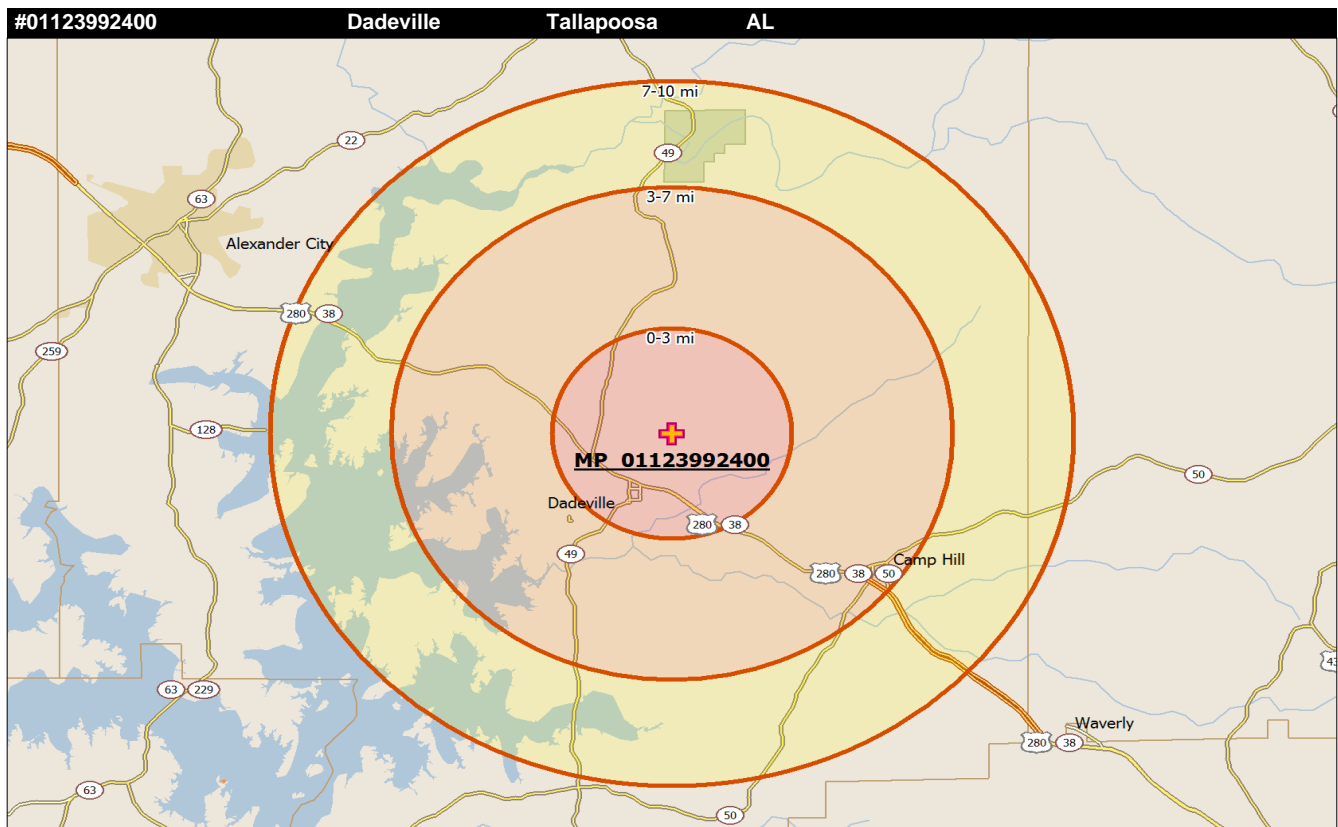 #01123992400 Dadeville Tallapoosa AL
7-10 mi
22
49
63
3-7 mi
Alexander City
280 38
0-3 mi
259
128
MP 01123992400
50
Dadeville
280 38
49
Camp Hill
280 38 50
63 229
Waverly
280 38
63
50